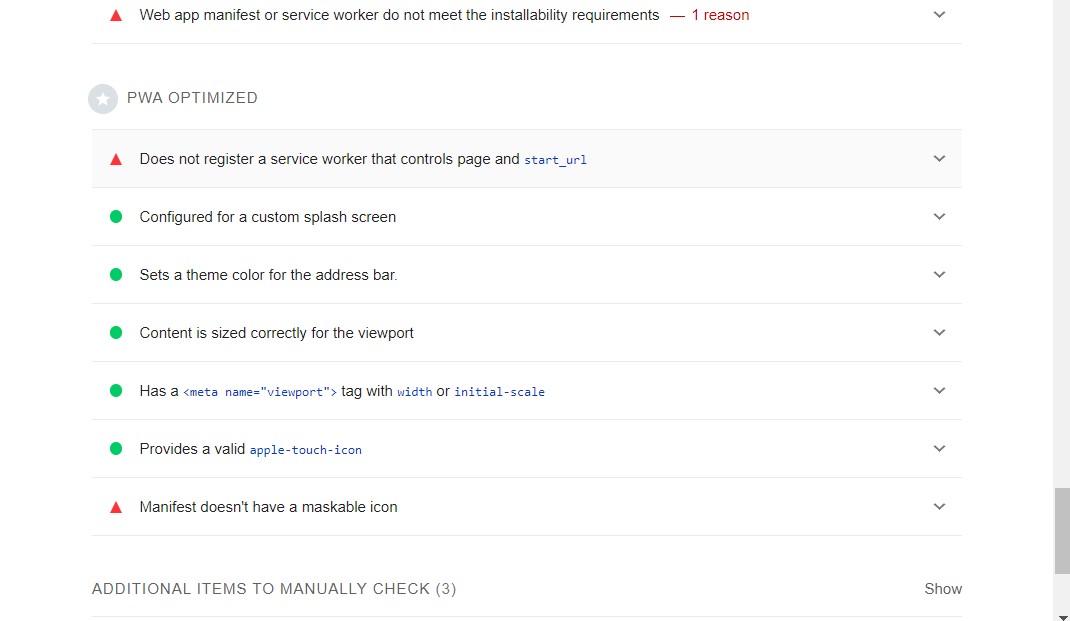 Web app manifest or service worker do not meet the installability requirements — 1 reason
PWA OPTIMIZED
Does not register a service worker that controls page and start_url
Configured for a custom splash screen
Sets a theme color for the address bar.
Content is sized correctly for the viewport
Has a <meta name="viewport"> tag with width or initial-scale
Provides a valid apple-touch-icon
Manifest doesn't have a maskable icon
ADDITIONAL ITEMS TO MANUALLY CHECK (3) Show